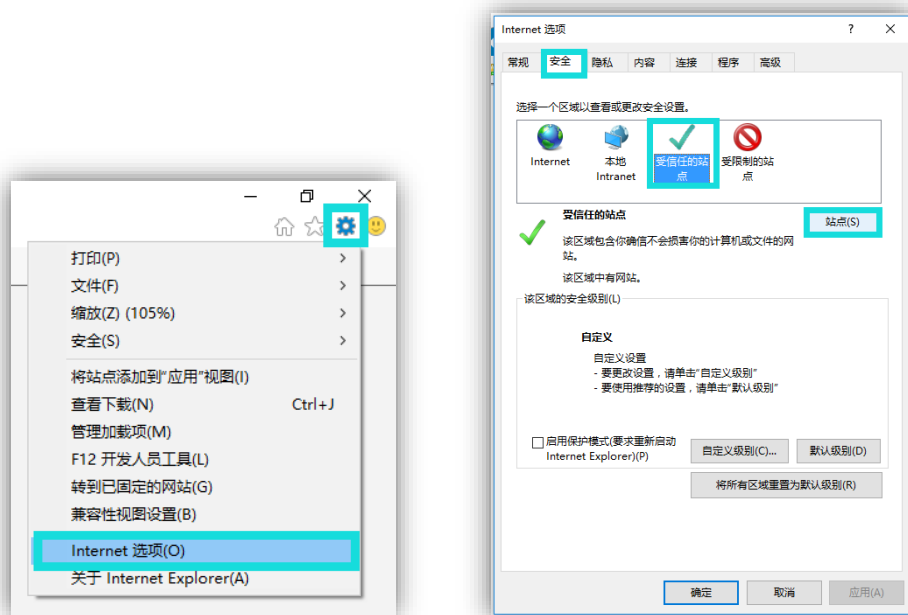 打印(P)
文件(F)
缩放(Z) (105%)
安全(S)
将站点添加到“应用”视图(I)
查看下载(N) Ctrl+J
管理加载项(M)
F12 开发人员工具(L)
转到已固定的网站(G)
兼容性视图设置(B)
Internet 选项(O)
关于 Internet Explorer(A)
Internet 选项 ? ×
常规 安全 隐私 内容 连接 程序 高级
选择一个区域以查看或更改安全设置。
Internet
本地
Intranet
受信任的站
点
受限制的站
点
受信任的站点
站点(S)
该区域包含你确信不会损害你的计算机或文件的网
站。
该区域中有网站。
该区域的安全级别(L)
自定义
自定义设置
- 要更改设置，请单击“自定义级别”
- 要使用推荐的设置，请单击“默认级别”
启用保护模式(要求重新启动
Internet Explorer)(P)
自定义级别(C)... 默认级别(D)
将所有区域重置为默认级别(R)
确定 取消 应用(A)